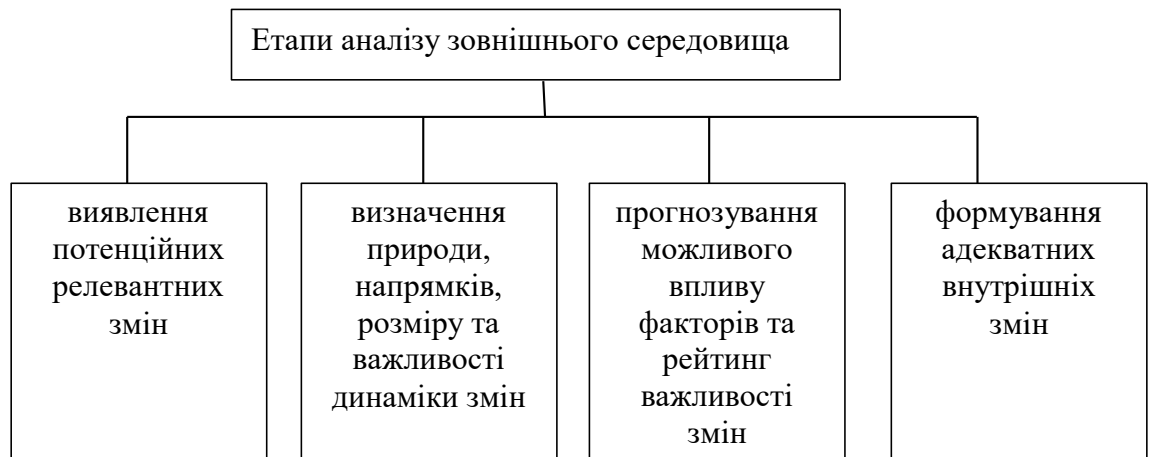 Етапи аналізу зовнішнього середовища
виявлення
потенційних
релевантних
змін
визначення
природи,
напрямків,
розміру та
важливості
динаміки змін
прогнозування
можливого
впливу
факторів та
рейтинг
важливості
змін
формування
адекватних
внутрішніх
змін